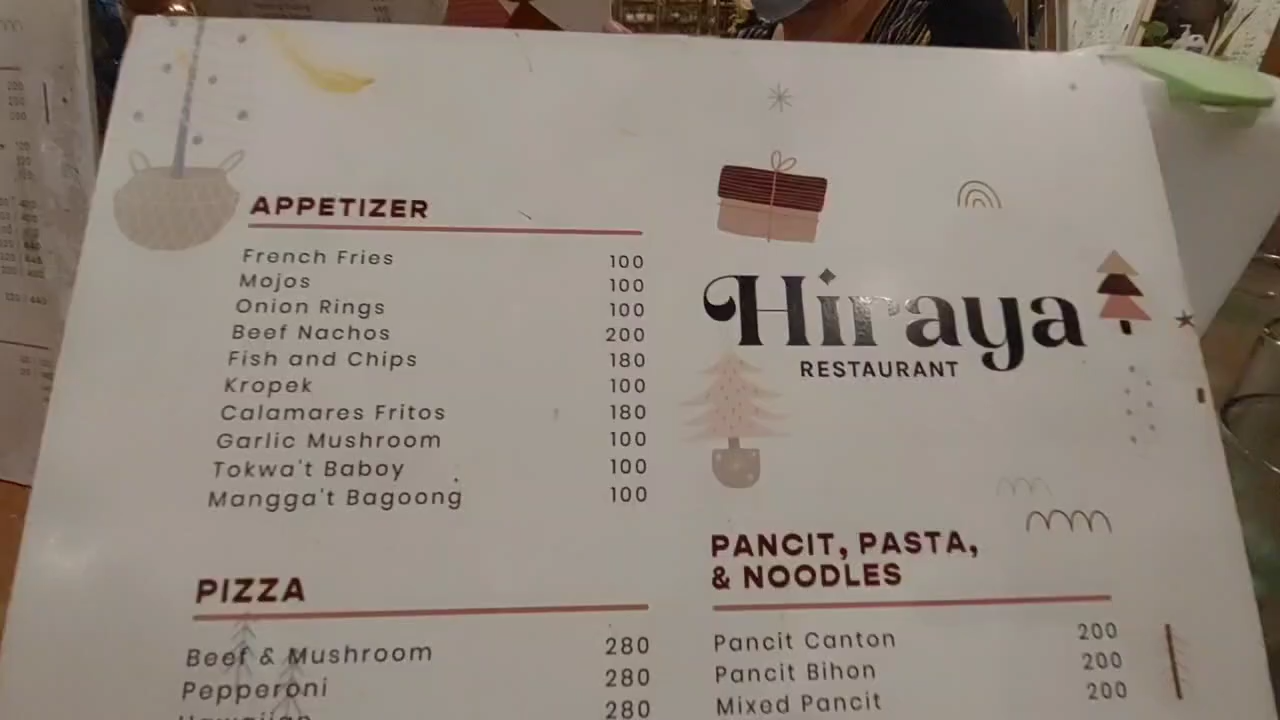 APPETIZER
French Fries 100
Mojos 100
Onion Rings 100
Beef Nachos 200
Fish and Chips 180
Kropek 100
Calamares Fritos 180
Garlic Mushroom 100
Tokwa't Baboy 100
Mangga't Bagoong 100
PIZZA
Beef & Mushroom 280
Pepperoni 280
Hawaiian 280
Hiraya
RESTAURANT
PANCIT, PASTA,
& NOODLES
Pancit Canton 200
Pancit Bihon 200
Mixed Pancit 200